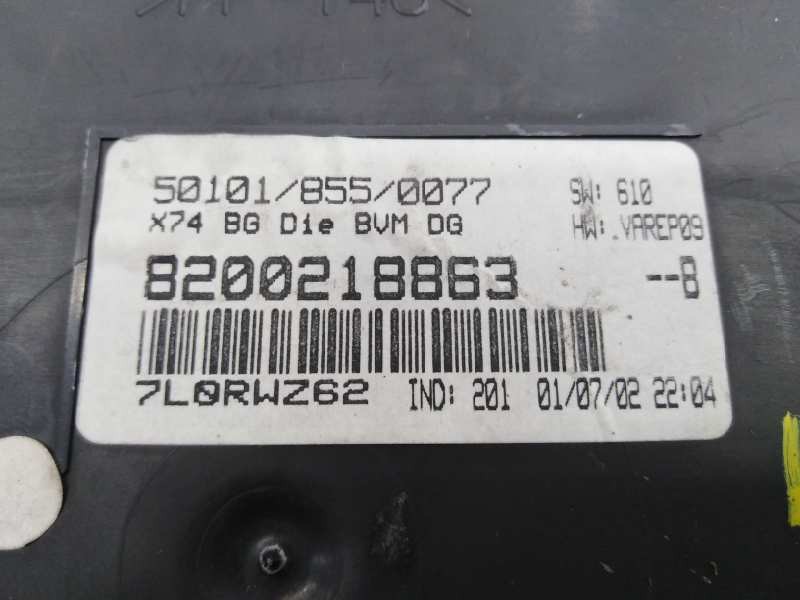 50101/855/0077 SW: 610
X74 BG Die BVM DG HW:.VAREP09
8200218863 --B
7L0RWZ62 IND: 201 01/07/02 22:04